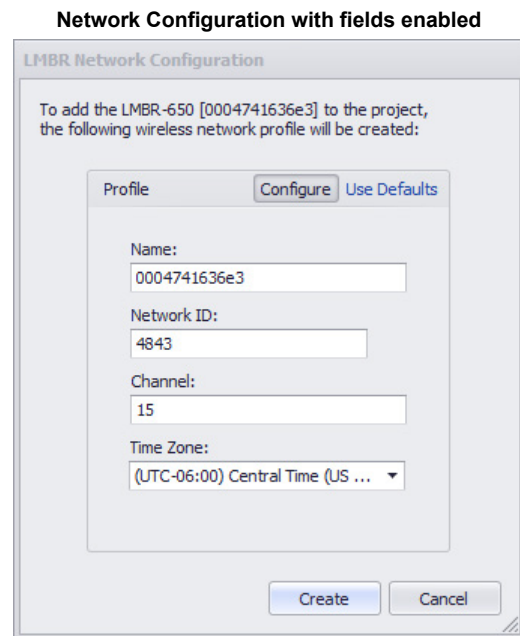 Network Configuration with fields enabled
LMBR Network Configuration
To add the LMBR-650 [0004741636e3] to the project,
the following wireless network profile will be created:
Profile Configure Use Defaults
Name:
0004741636e3
Network ID:
4843
Channel:
15
Time Zone:
(UTC-06:00) Central Time (US ...
Create Cancel